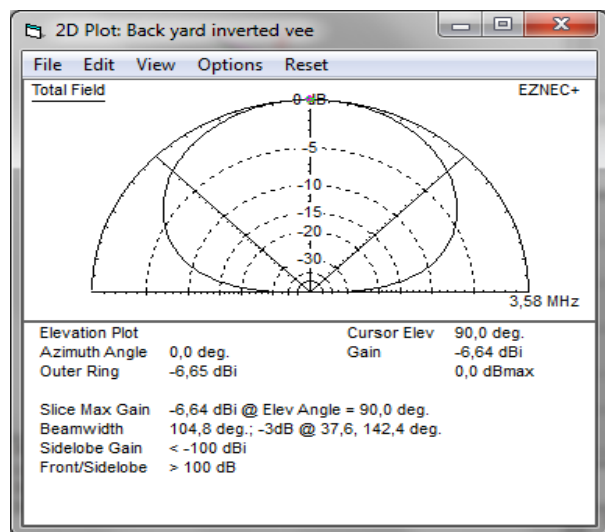 2D Plot: Back yard inverted vee
File Edit View Options Reset
Total Field EZNEC+
0 dB
-5
-10
-15
-20
-30
3,58 MHz
Elevation Plot Cursor Elev 90,0 deg.
Azimuth Angle 0,0 deg. Gain -6,64 dBi
Outer Ring -6,65 dBi 0,0 dBmax
Slice Max Gain -6,64 dBi @ Elev Angle = 90,0 deg.
Beamwidth 104,8 deg.; -3dB @ 37,6, 142,4 deg.
Sidelobe Gain < -100 dBi
Front/Sidelobe > 100 dB